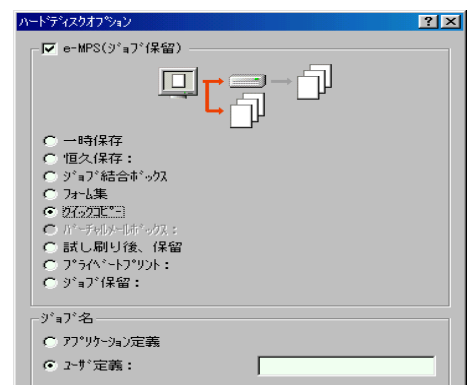 ハードディスクオプション
e-MPS(ジョブ保留)
一時保存
恒久保存:
ジョブ結合ボックス
フォーム集
クイックコピー
バーチャルメールボックス:
試し刷り後、保留
プライベートプリント:
ジョブ保留:
ジョブ名
アプリケーション定義
ユーザ定義: